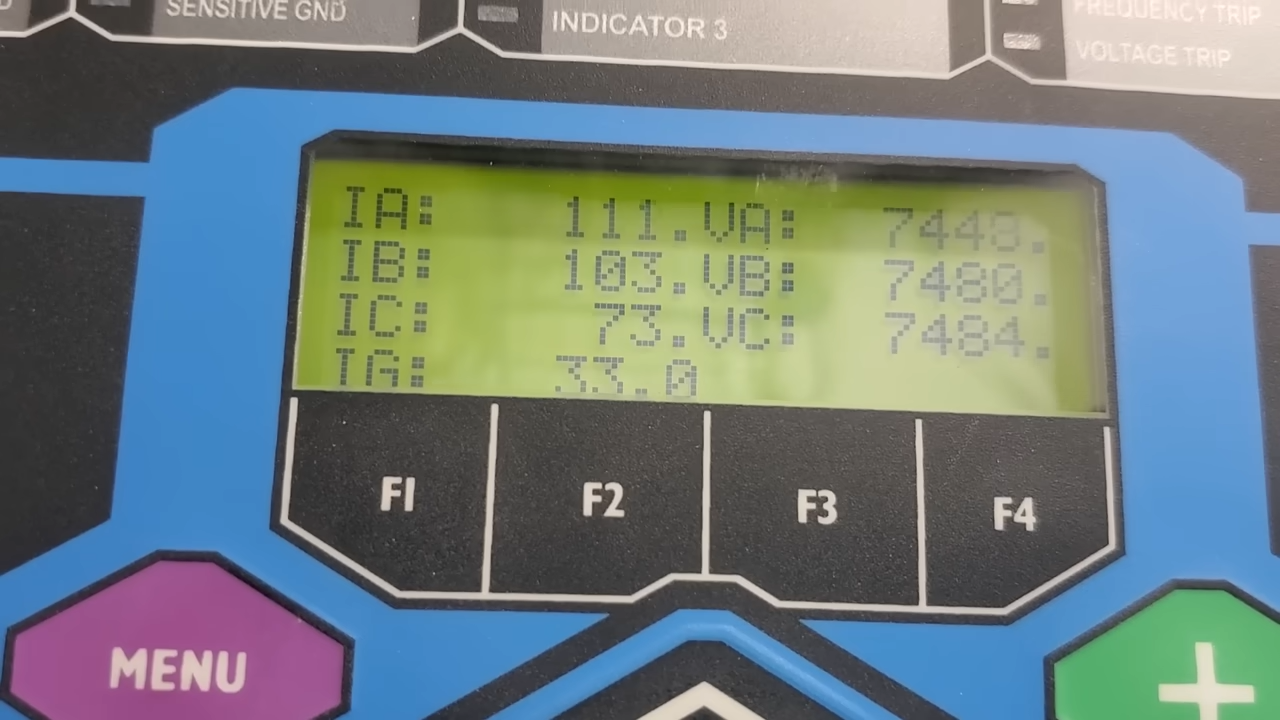 SENSITIVE GND
INDICATOR 3
FREQUENCY TRIP
VOLTAGE TRIP
IA: 111. VA: 7448.
IB: 103. VB: 7480.
IC: 73. VC: 7484.
IG: 33.0
F1 F2 F3 F4
MENU
+